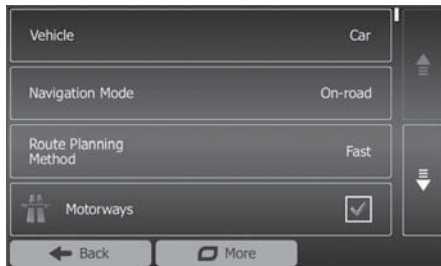 Vehicle Car
Navigation Mode On-road
Route Planning
Method Fast
Motorways
Back More